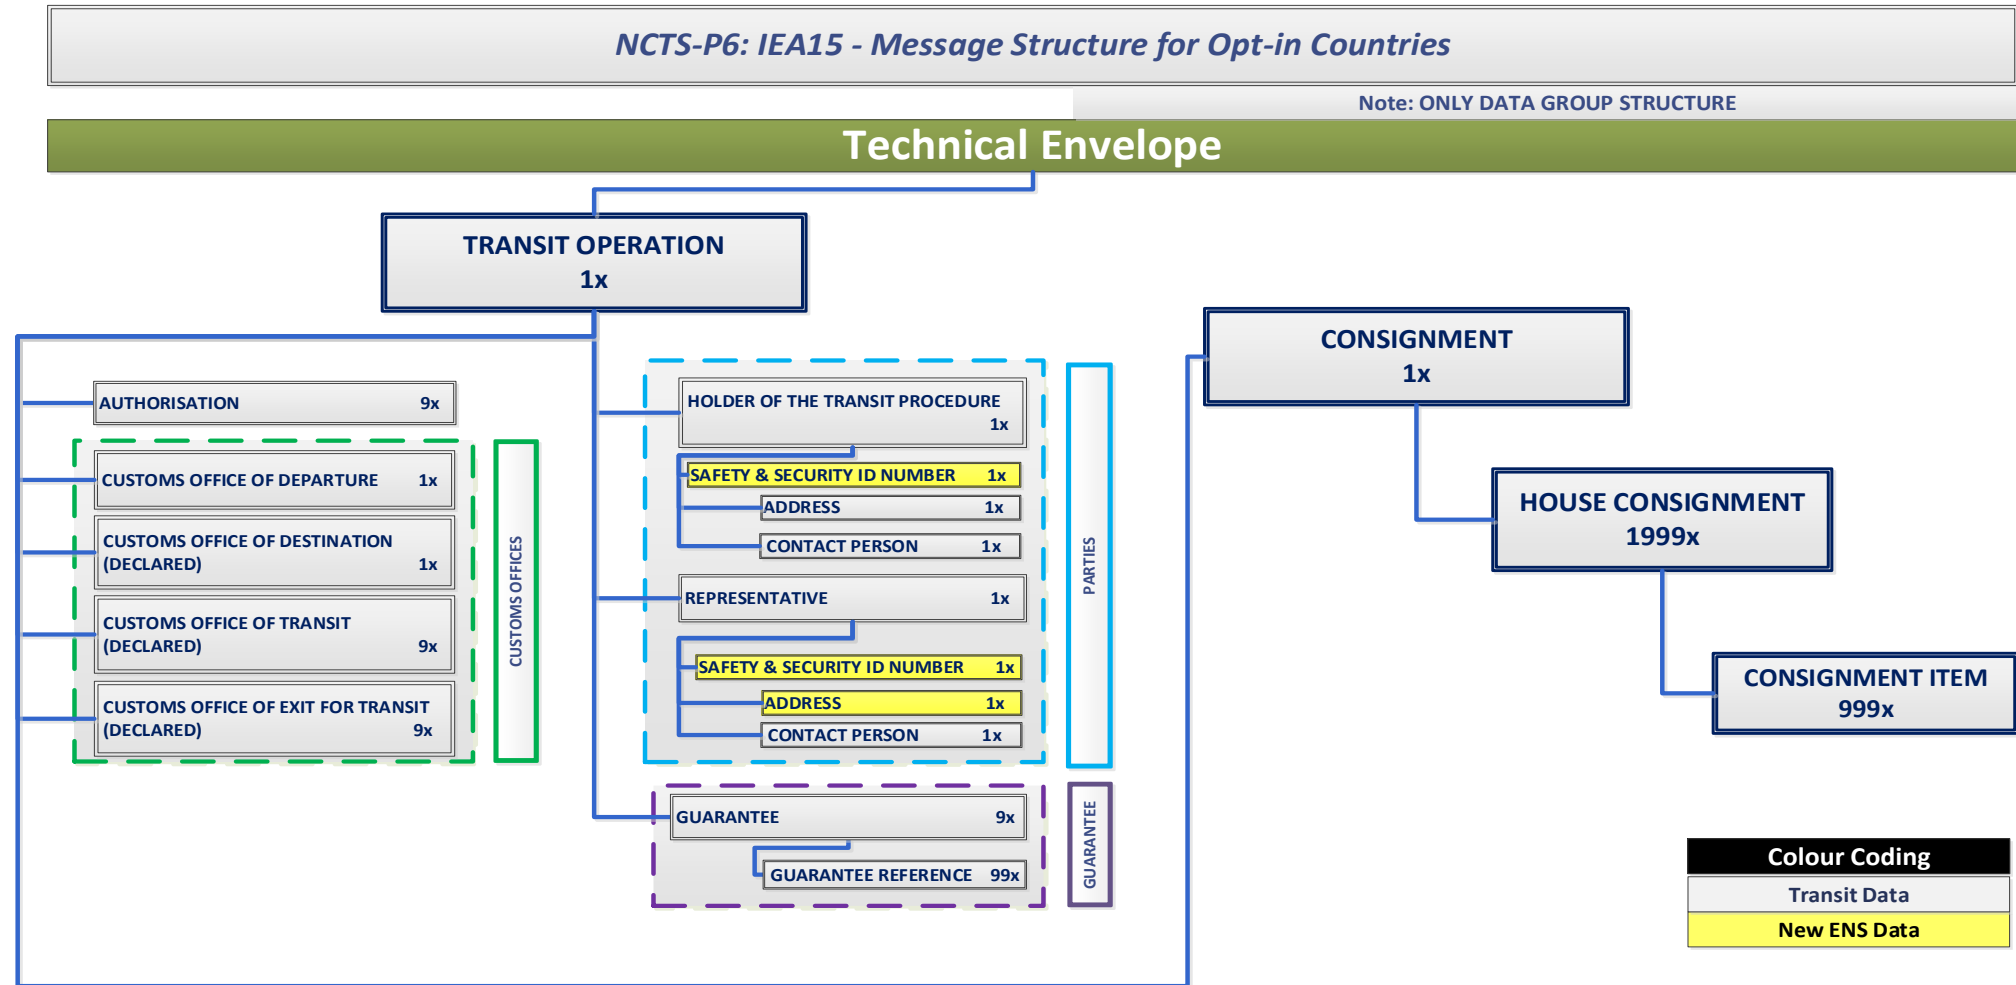 NCTS-P6: IEA15 - Message Structure for Opt-in Countries
Note: ONLY DATA GROUP STRUCTURE
Technical Envelope
TRANSIT OPERATION
1x
AUTHORISATION 9x
CUSTOMS OFFICE OF DEPARTURE 1x
CUSTOMS OFFICE OF DESTINATION
(DECLARED) 1x
CUSTOMS OFFICE OF TRANSIT
(DECLARED) 9x
CUSTOMS OFFICE OF EXIT FOR TRANSIT
(DECLARED) 9x
CUSTOMS OFFICES
HOLDER OF THE TRANSIT PROCEDURE
1x
SAFETY & SECURITY ID NUMBER 1x
ADDRESS 1x
CONTACT PERSON 1x
REPRESENTATIVE 1x
SAFETY & SECURITY ID NUMBER 1x
ADDRESS 1x
CONTACT PERSON 1x
PARTIES
GUARANTEE 9x
GUARANTEE REFERENCE 99x
GUARANTEE
CONSIGNMENT
1x
HOUSE CONSIGNMENT
1999x
CONSIGNMENT ITEM
999x
Colour Coding
Transit Data
New ENS Data